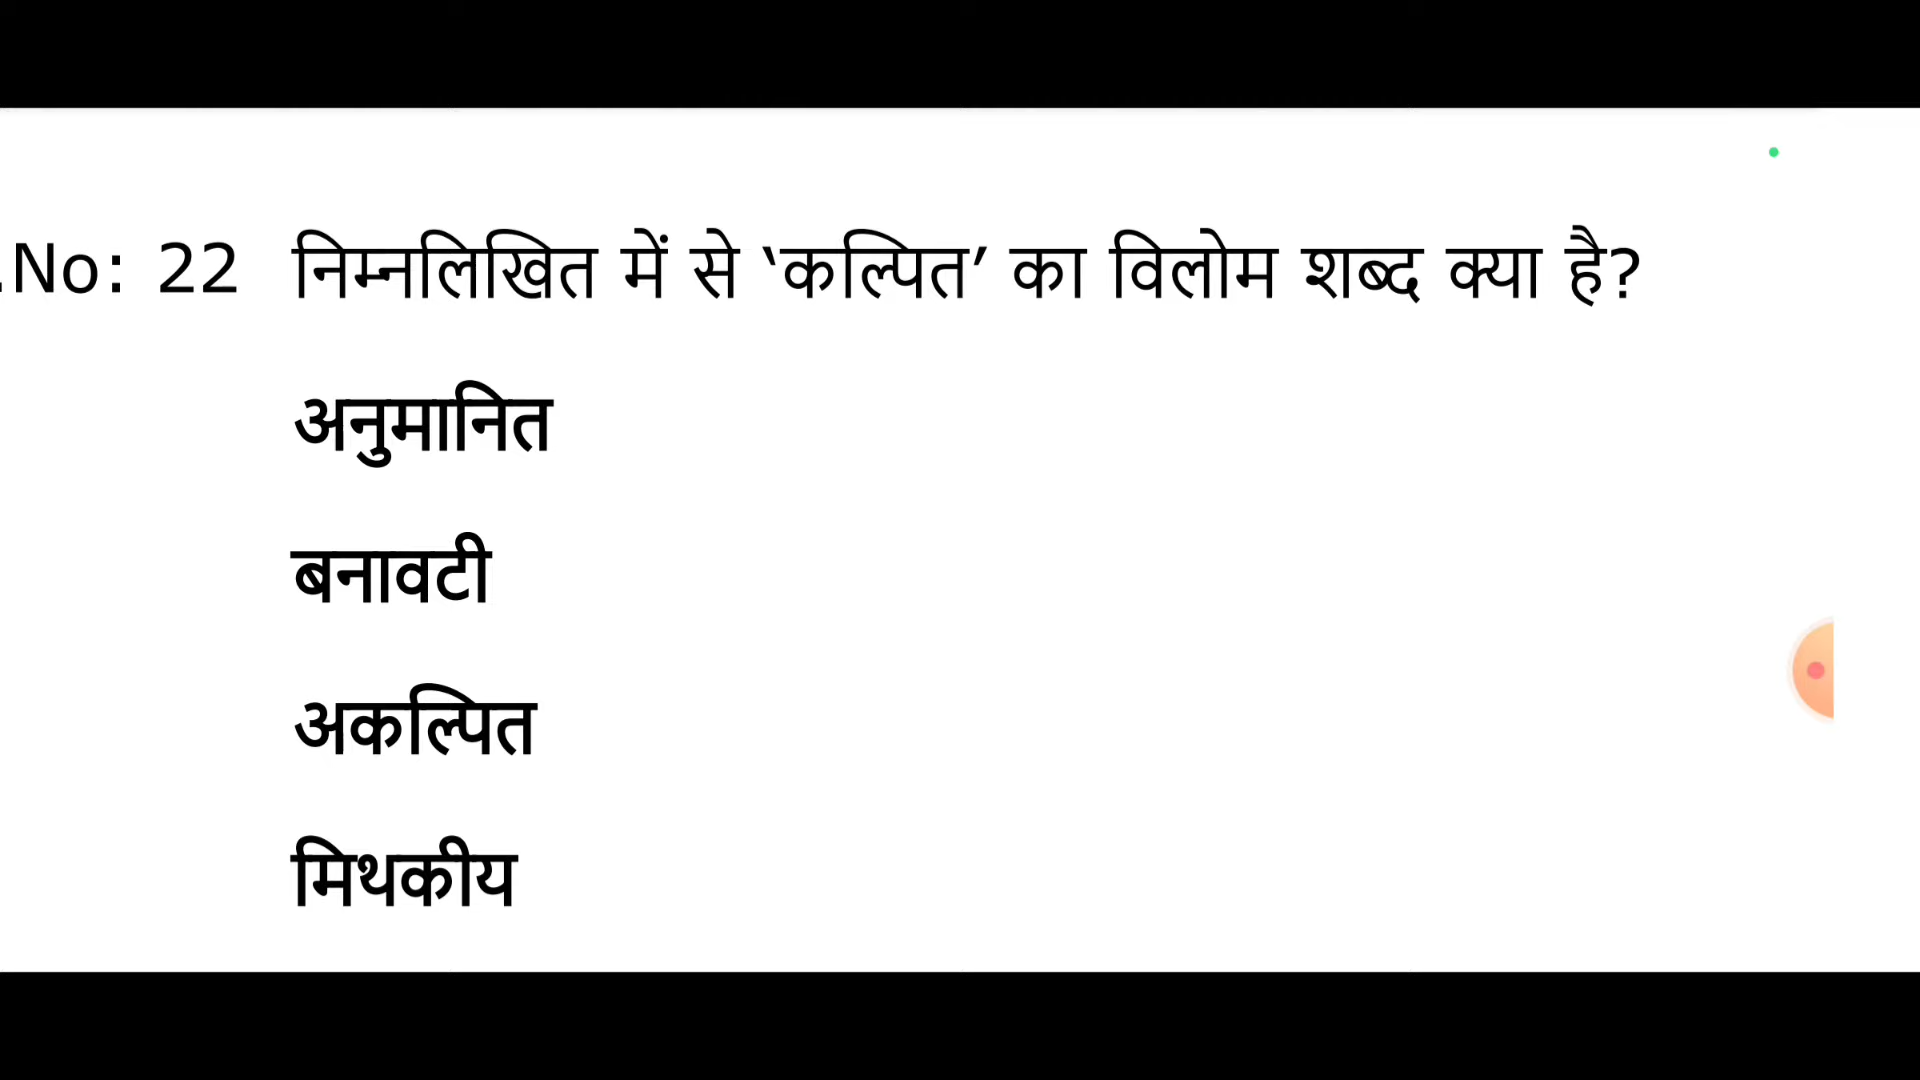 .No: 22 निम्नलिखित में से ‘कल्पित’ का विलोम शब्द क्या है?
अनुमानित
बनावटी
अकल्पित
मिथकीय